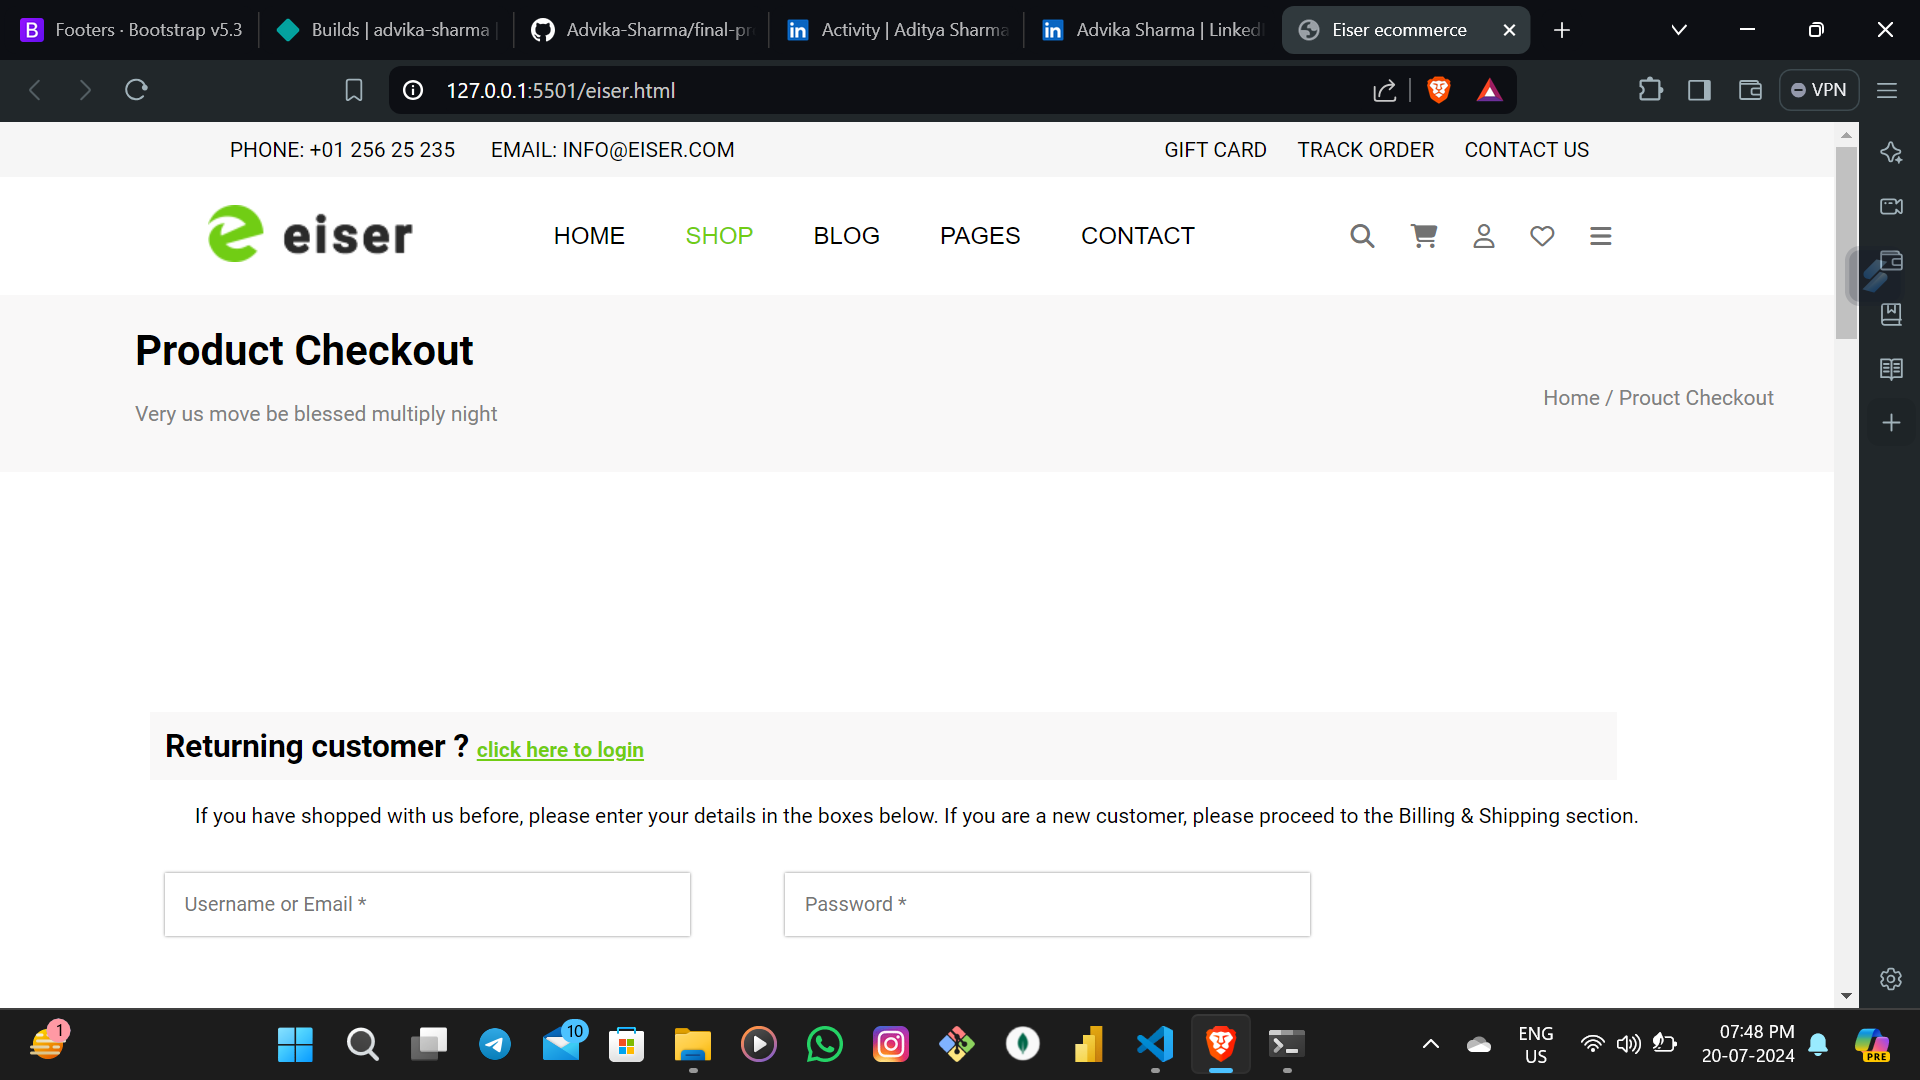 Footers · Bootstrap v5.3
Builds | advika-sharma
Advika-Sharma/final-pr
Activity | Aditya Sharma
Advika Sharma | Linked
Eiser ecommerce
127.0.0.1:5501/eiser.html
VPN
PHONE: +01 256 25 235 EMAIL: INFO@EISER.COM GIFT CARD TRACK ORDER CONTACT US
eiser HOME SHOP BLOG PAGES CONTACT
Product Checkout
Very us move be blessed multiply night
Home / Prouct Checkout
Returning customer ? click here to login
If you have shopped with us before, please enter your details in the boxes below. If you are a new customer, please proceed to the Billing & Shipping section.
Username or Email * Password *
1
10
ENG
US
07:48 PM
20-07-2024
PRE